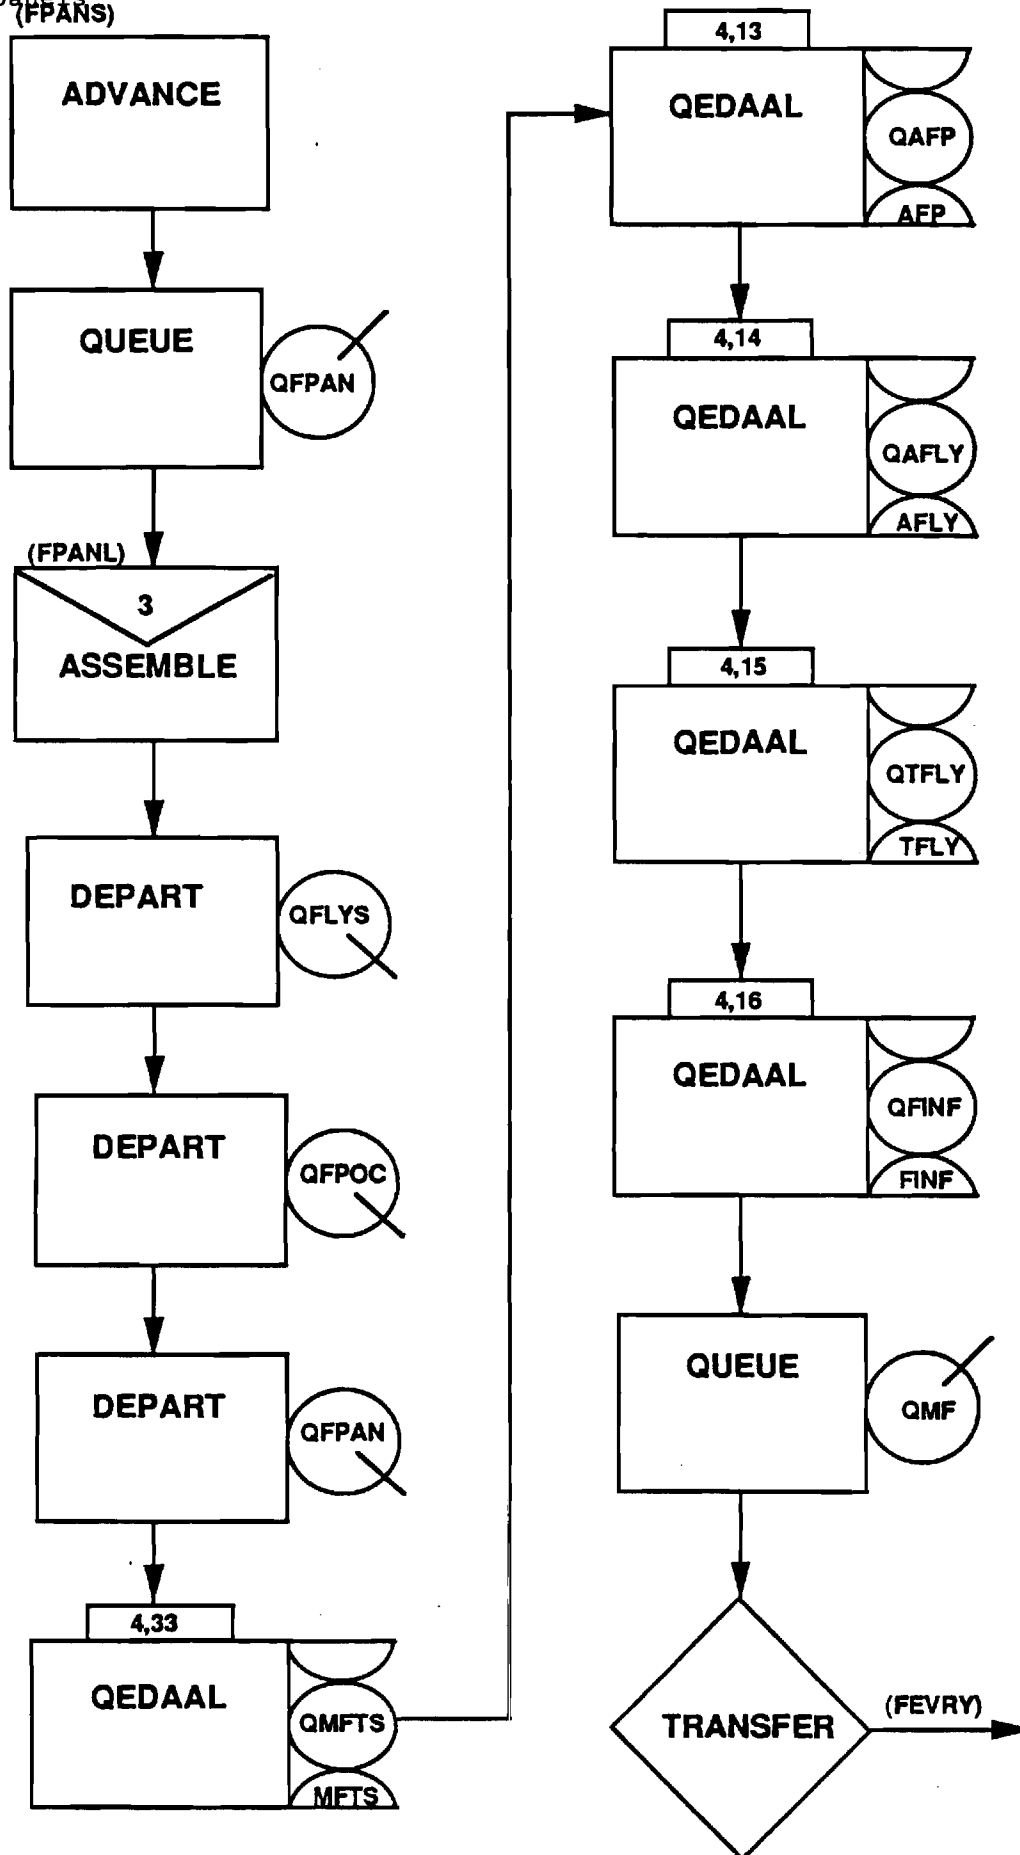 (FPANS)
ADVANCE
QUEUE
QFPAN
(FPANL)
3
ASSEMBLE
DEPART
QFLYS
DEPART
QFPOC
DEPART
QFPAN
4,33
QEDAAL
QMFTS
MFTS
4,13
QEDAAL
QAFP
AFP
4,14
QEDAAL
QAFLY
AFLY
4,15
QEDAAL
QTFLY
TFLY
4,16
QEDAAL
QFINF
FINF
QUEUE
QMF
TRANSFER
(FEVRY)